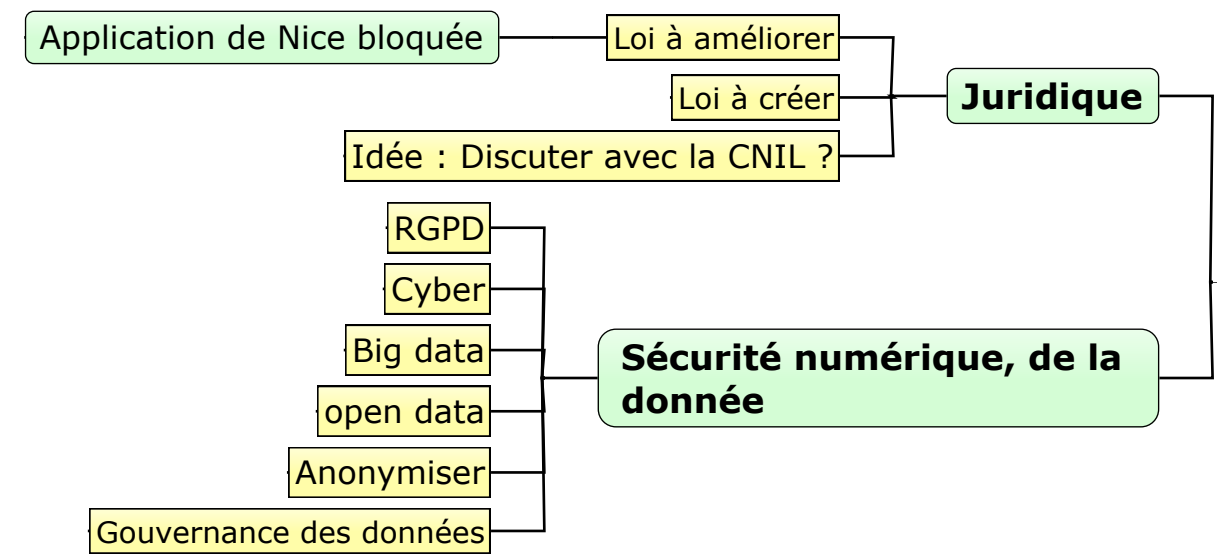 Application de Nice bloquée
Loi à améliorer
Loi à créer
Juridique
Idée : Discuter avec la CNIL ?
RGPD
Cyber
Big data
open data
Anonymiser
Gouvernance des données
Sécurité numérique, de la
donnée